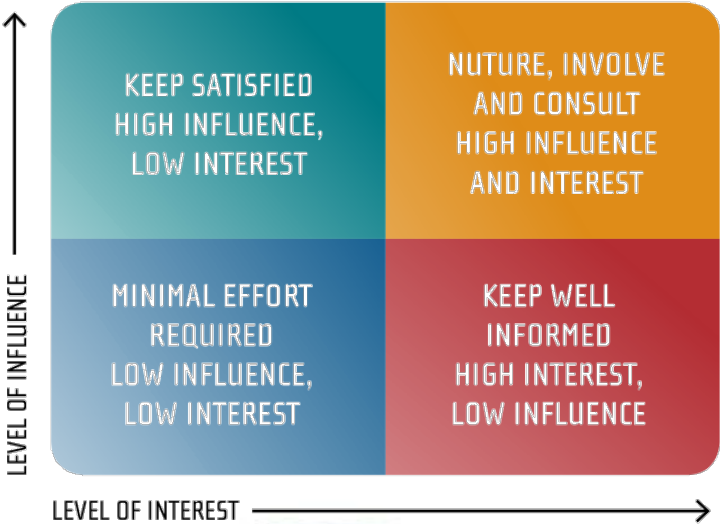 KEEP SATISFIED
HIGH INFLUENCE,
LOW INTEREST
NUTURE, INVOLVE
AND CONSULT
HIGH INFLUENCE
AND INTEREST
MINIMAL EFFORT
REQUIRED
LOW INFLUENCE,
LOW INTEREST
KEEP WELL
INFORMED
HIGH INTEREST,
LOW INFLUENCE
LEVEL OF INFLUENCE
LEVEL OF INTEREST